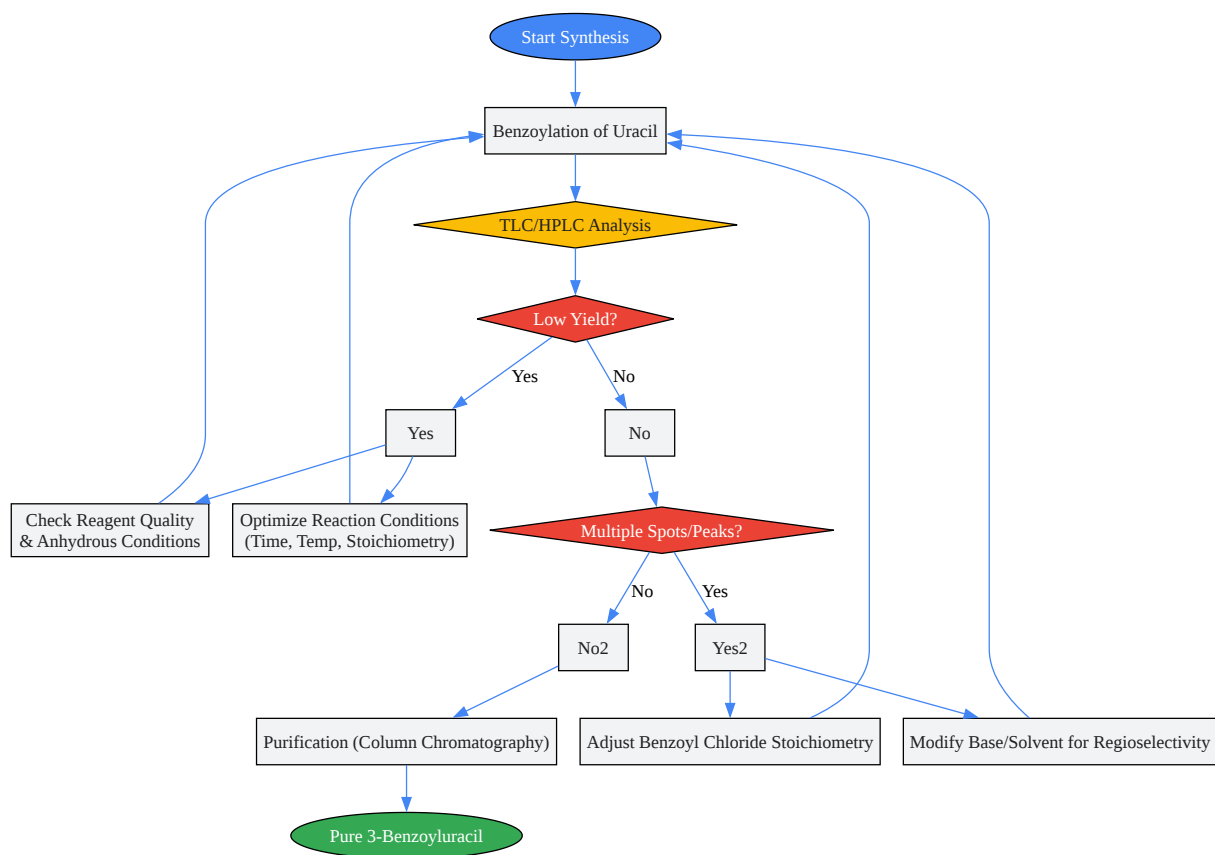 Start Synthesis
Benzoylation of Uracil
TLC/HPLC Analysis
Low Yield?
Yes
No
Yes
No
Check Reagent Quality
& Anhydrous Conditions
Optimize Reaction Conditions
(Time, Temp, Stoichiometry)
Multiple Spots/Peaks?
No
Yes
No2
Yes2
Purification (Column Chromatography)
Adjust Benzoyl Chloride Stoichiometry
Modify Base/Solvent for Regioselectivity
Pure 3-Benzoyluracil